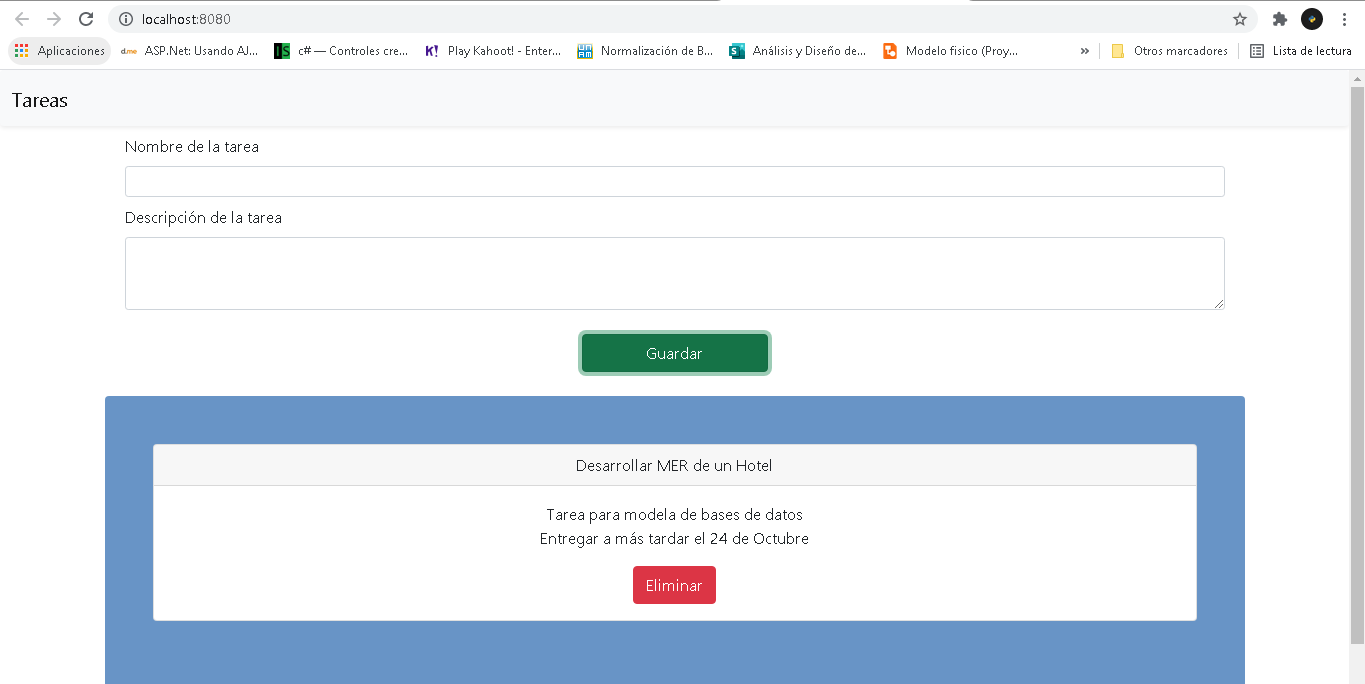 localhost:8080
Aplicaciones ASP.Net: Usando AJ... c# — Controles cre... Play Kahoot! - Enter... Normalización de B... Análisis y Diseño de... Modelo fisico (Proy... » Otros marcadores Lista de lectura
Tareas
Nombre de la tarea
Descripción de la tarea
Guardar
Desarrollar MER de un Hotel
Tarea para modela de bases de datos
Entregar a más tardar el 24 de Octubre
Eliminar